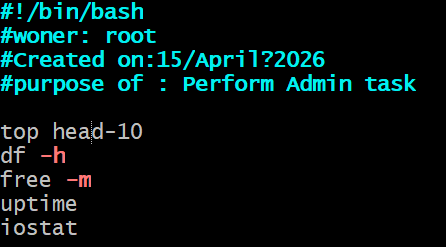 #!/bin/bash
#woner: root
#Created on:15/April?2026
#purpose of : Perform Admin task
top head-10
df -h
free -m
uptime
iostat